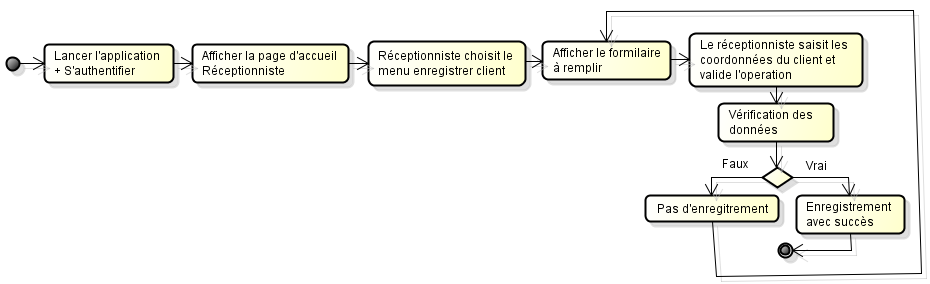 Lancer l'application
+ S'authentifier
Afficher la page d'accueil
Réceptionniste
Réceptionniste choisit le
menu enregistrer client
Afficher le formilaire
à remplir
Le réceptionniste saisit les
coordonnées du client et
valide l'operation
Vérification des
données
Faux
Vrai
Pas d'enregitrement
Enregistrement
avec succès